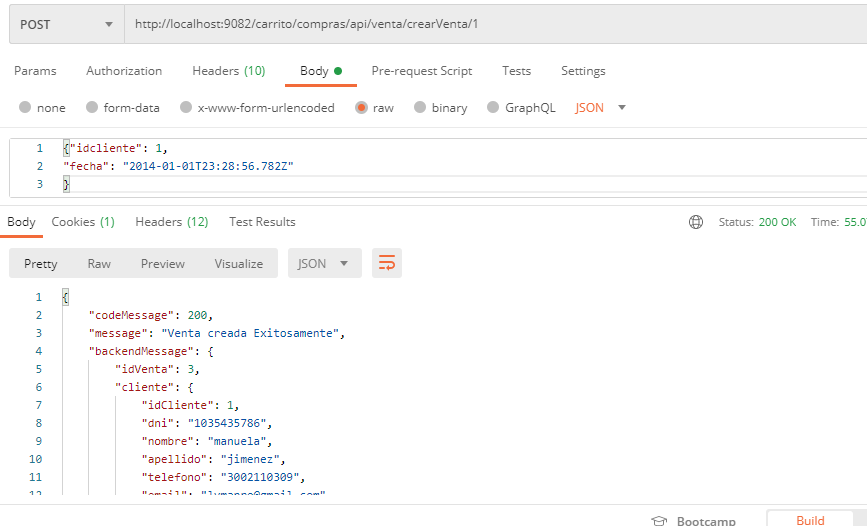 POST http://localhost:9082/carrito/compras/api/venta/crearVenta/1
Params Authorization Headers (10) Body Pre-request Script Tests Settings
none form-data x-www-form-urlencoded raw binary GraphQL JSON
1 {"idcliente": 1,
2 "fecha": "2014-01-01T23:28:56.782Z"
3 }
Body Cookies (1) Headers (12) Test Results Status: 200 OK Time: 55.0
Pretty Raw Preview Visualize JSON
1 {
2 "codeMessage": 200,
3 "message": "Venta creada Exitosamente",
4 "backendMessage": {
5 "idVenta": 3,
6 "cliente": {
7 "idCliente": 1,
8 "dni": "1035435786",
9 "nombre": "manuela",
10 "apellido": "jimenez",
11 "telefono": "3002110309",
12 "email":
Bootcamp Build